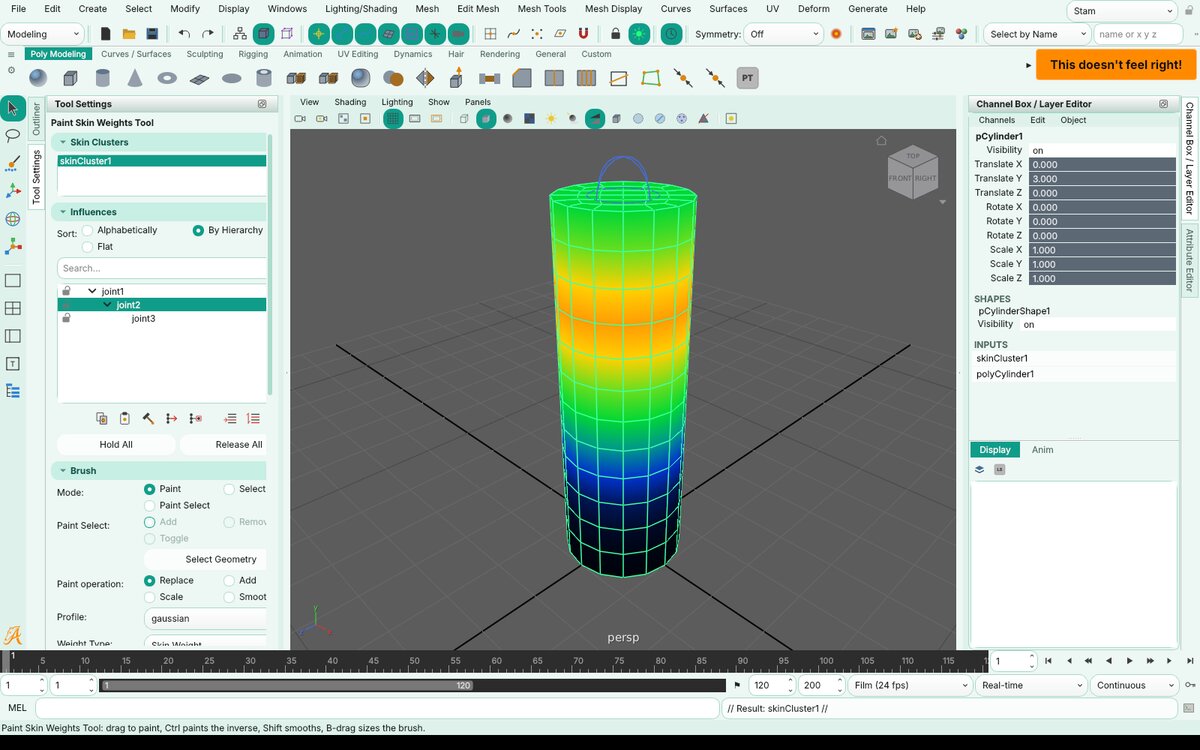 File Edit Create Select Modify Display Windows Lighting/Shading Mesh Edit Mesh Mesh Tools Mesh Display Curves Surfaces UV Deform Generate Help
Stam
Modeling
Symmetry: Off
Select by Name
name or x y z
Poly Modeling Curves / Surfaces Sculpting Rigging Animation UV Editing Dynamics Hair Rendering General Custom
This doesn't feel right!
PT
Outliner
Tool Settings
Tool Settings
Paint Skin Weights Tool
Skin Clusters
skinCluster1
Influences
Sort: Alphabetically By Hierarchy
Flat
Search...
joint1
joint2
joint3
Hold All Release All
Brush
Mode: Paint Select
Paint Select
Paint Select: Add Remov
Toggle
Select Geometry
Paint operation: Replace Add
Scale Smoot
Profile: gaussian
Weight Type: Skin Weight
View Shading Lighting Show Panels
TOP
FRONT RIGHT
y
persp
Channel Box / Layer Editor
Channels Edit Object
pCylinder1
Visibility on
Translate X 0.000
Translate Y 3.000
Translate Z 0.000
Rotate X 0.000
Rotate Y 0.000
Rotate Z 0.000
Scale X 1.000
Scale Y 1.000
Scale Z 1.000
SHAPES
pCylinderShape1
Visibility on
INPUTS
skinCluster1
polyCylinder1
Display Anim
Channel Box / Layer Editor
Attribute Editor
1 5 10 15 20 25 30 35 40 45 50 55 60 65 70 75 80 85 90 95 100 105 110 115
1
1 1 1 120 120 200 Film (24 fps) Real-time Continuous
MEL // Result: skinCluster1 //
Paint Skin Weights Tool: drag to paint, Ctrl paints the inverse, Shift smooths, B-drag sizes the brush.